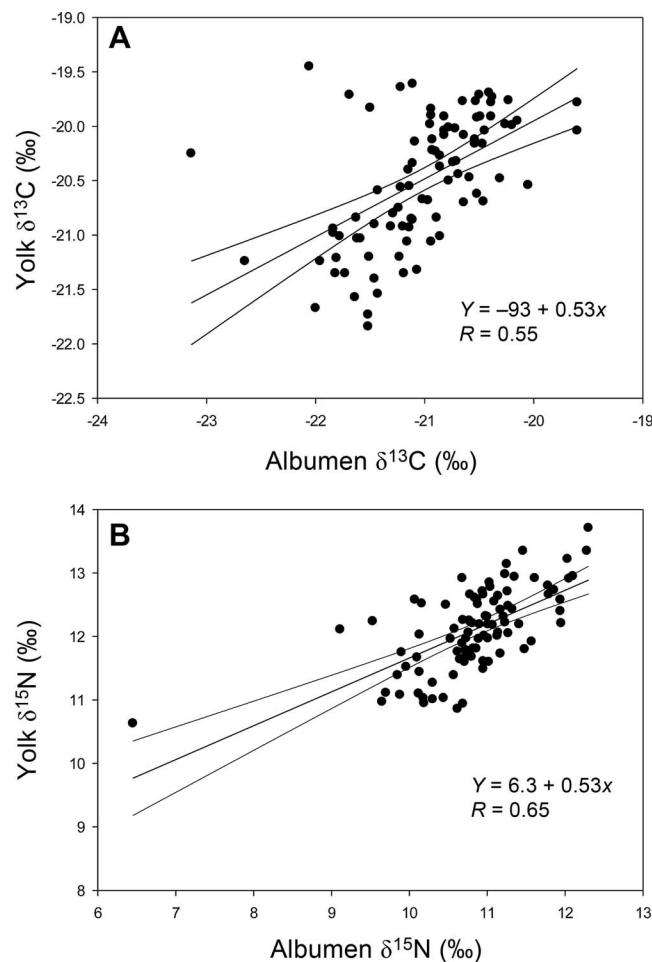 A
-19.0
-19.5
-20.0
-20.5
-21.0
-21.5
-22.0
-22.5
Yolk δ13C (‰)
Y = –93 + 0.53x
R = 0.55
-24 -23 -22 -21 -20 -19
Albumen δ13C (‰)
B
14
13
12
11
10
9
8
Yolk δ15N (‰)
Y = 6.3 + 0.53x
R = 0.65
6 7 8 9 10 11 12 13
Albumen δ15N (‰)